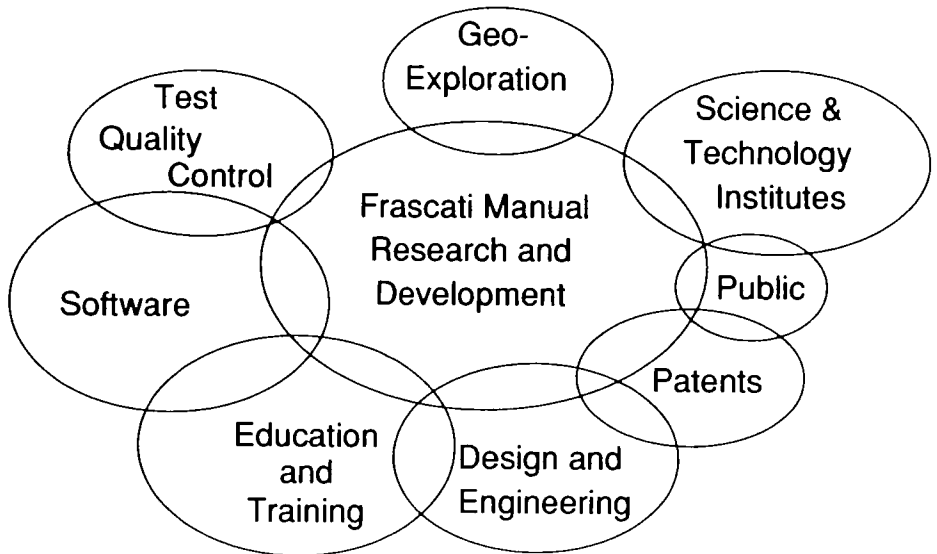 Geo-
Exploration
Test
Quality
Control
Science &
Technology
Institutes
Frascati Manual
Research and
Development
Public
Software
Patents
Education
and
Training
Design and
Engineering